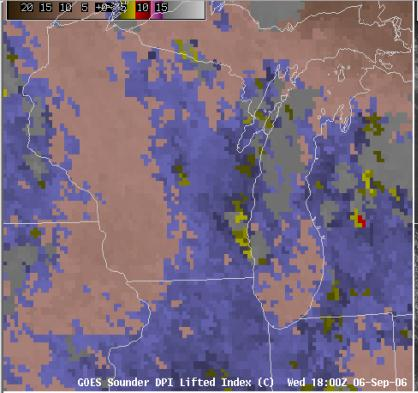 20 15 10 5 10 15
GOES Sounder DPI Lifted Index (C) Wed 18:00Z 06-Sep-06